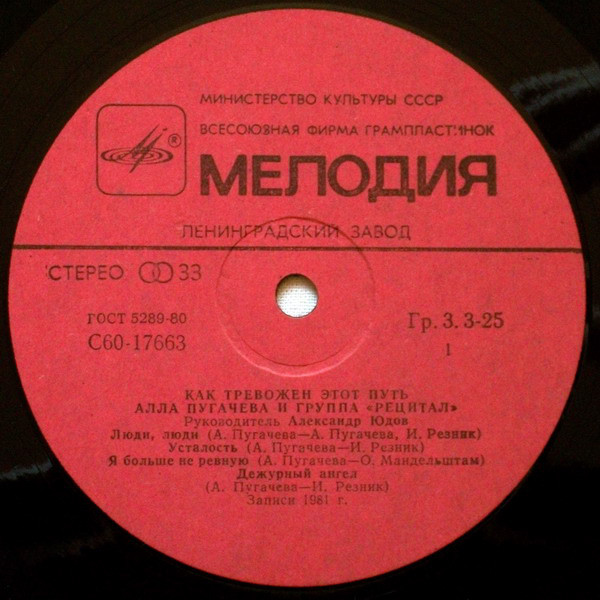 МИНИСТЕРСТВО КУЛЬТУРЫ СССР
ВСЕСОЮЗНАЯ ФИРМА ГРАМПЛАСТИНОК
®
МЕЛОДИЯ
ЛЕНИНГРАДСКИЙ ЗАВОД
СТЕРЕО 33
ГОСТ 5289-80
Гр. 3. 3-25
С60-17663
1
КАК ТРЕВОЖЕН ЭТОТ ПУТЬ
АЛЛА ПУГАЧЕВА И ГРУППА «РЕЦИТАЛ»
Руководитель Александр Юдов
Люди, люди (А. Пугачева—А. Пугачева, И. Резник)
Усталость (А. Пугачева—И. Резник)
Я больше не ревную (А. Пугачева—О. Мандельштам)
Дежурный ангел
(А. Пугачева—И. Резник)
Записи 1981 г.